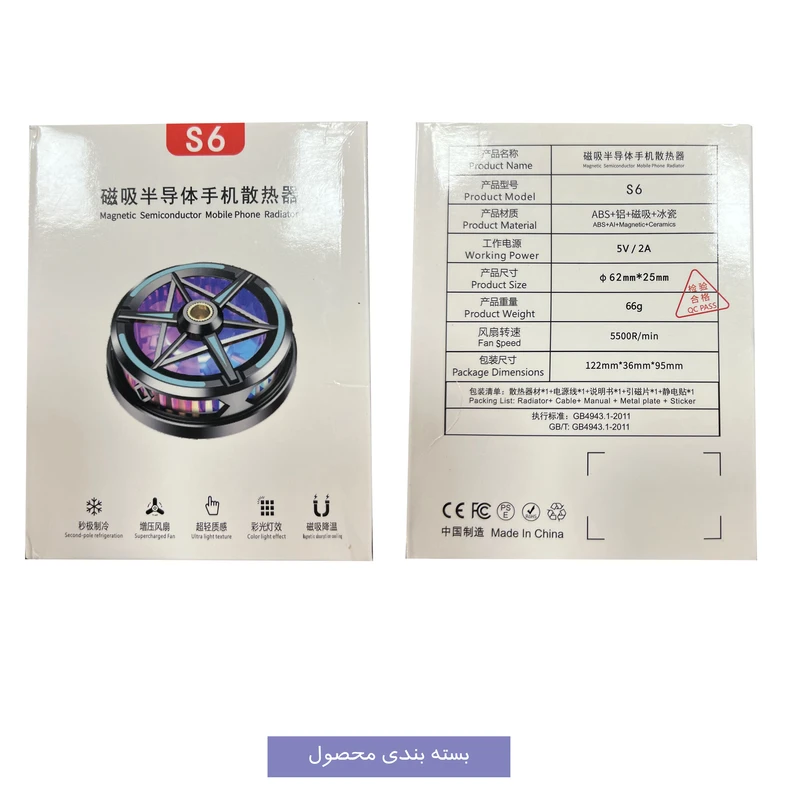 S6
磁吸半导体手机散热器
Magnetic Semiconductor Mobile Phone Radiator
秒极制冷
Second-pole refrigeration
增压风扇
Supercharged Fan
超轻质感
Ultra light texture
彩光灯效
Color light effect
磁吸降温
Magnetic absorption cooling
产品名称 磁吸半导体手机散热器
Product Name Magnetic Semiconductor Mobile Phone Radiator
产品型号 S6
Product Model
产品材质 ABS+铝+磁吸+冰瓷
Product Material ABS+Al+Magnetic+Ceramics
工作电源 5V / 2A
Working Power
产品尺寸 φ62mm*25mm
Product Size
产品重量 66g
Product Weight
风扇转速 5500R/min
Fan Speed
包装尺寸 122mm*36mm*95mm
Package Dimensions
检验
合格
QC PASS
包装清单：散热器材*1+电源线*1+说明书*1+引磁片*1+静电贴*1
Packing List: Radiator+ Cable+ Manual + Metal plate + Sticker
执行标准：GB4943.1-2011
GB/T: GB4943.1-2011
CE FC PS E
中国制造 Made In China
بسته بندی محصول